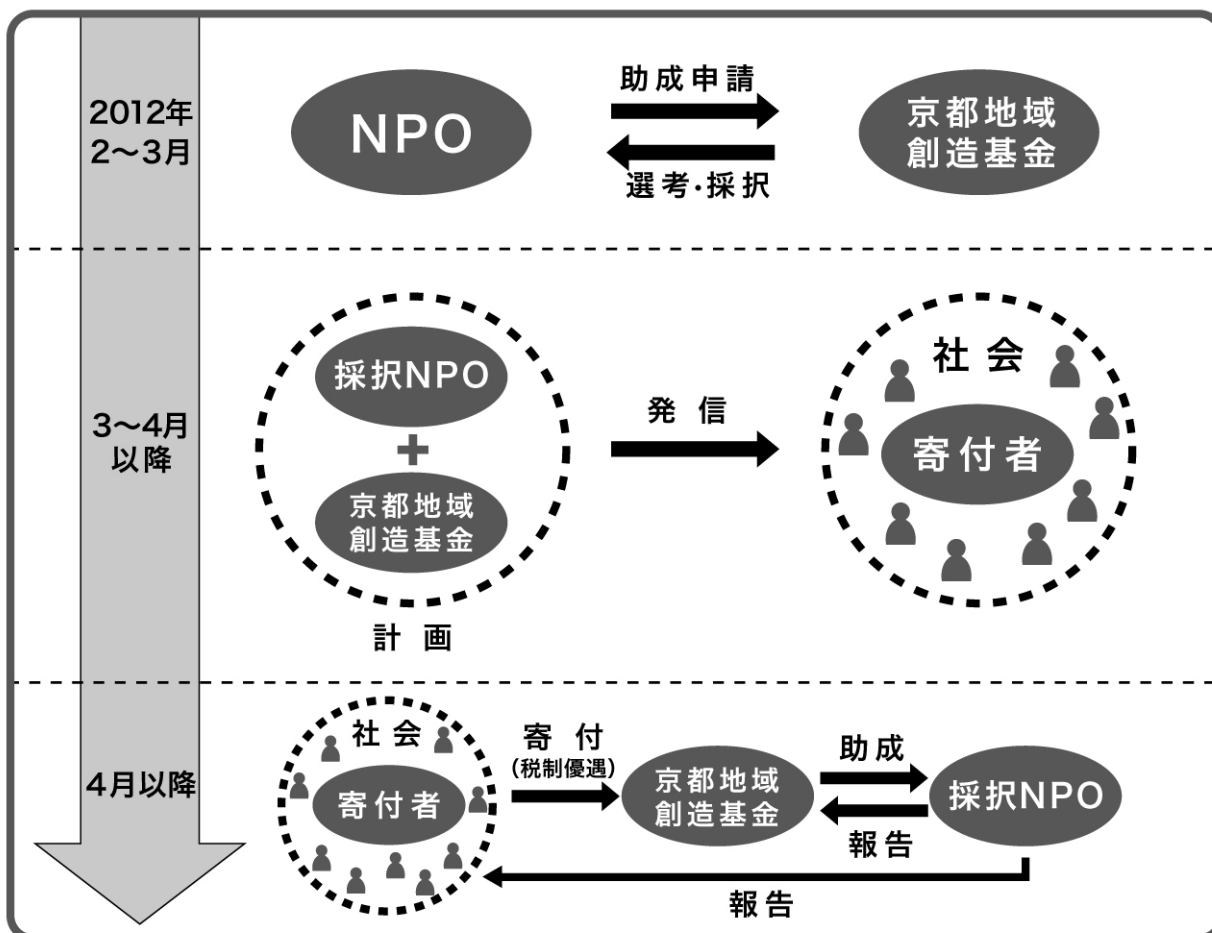 2012年
2〜3月
NPO
助成申請
選考・採択
京都地域
創造基金
3〜4月
以降
採択NPO
+
京都地域
創造基金
計画
発信
社会
寄付者
4月以降
社会
寄付者
寄付
(税制優遇)
京都地域
創造基金
助成
報告
採択NPO
報告